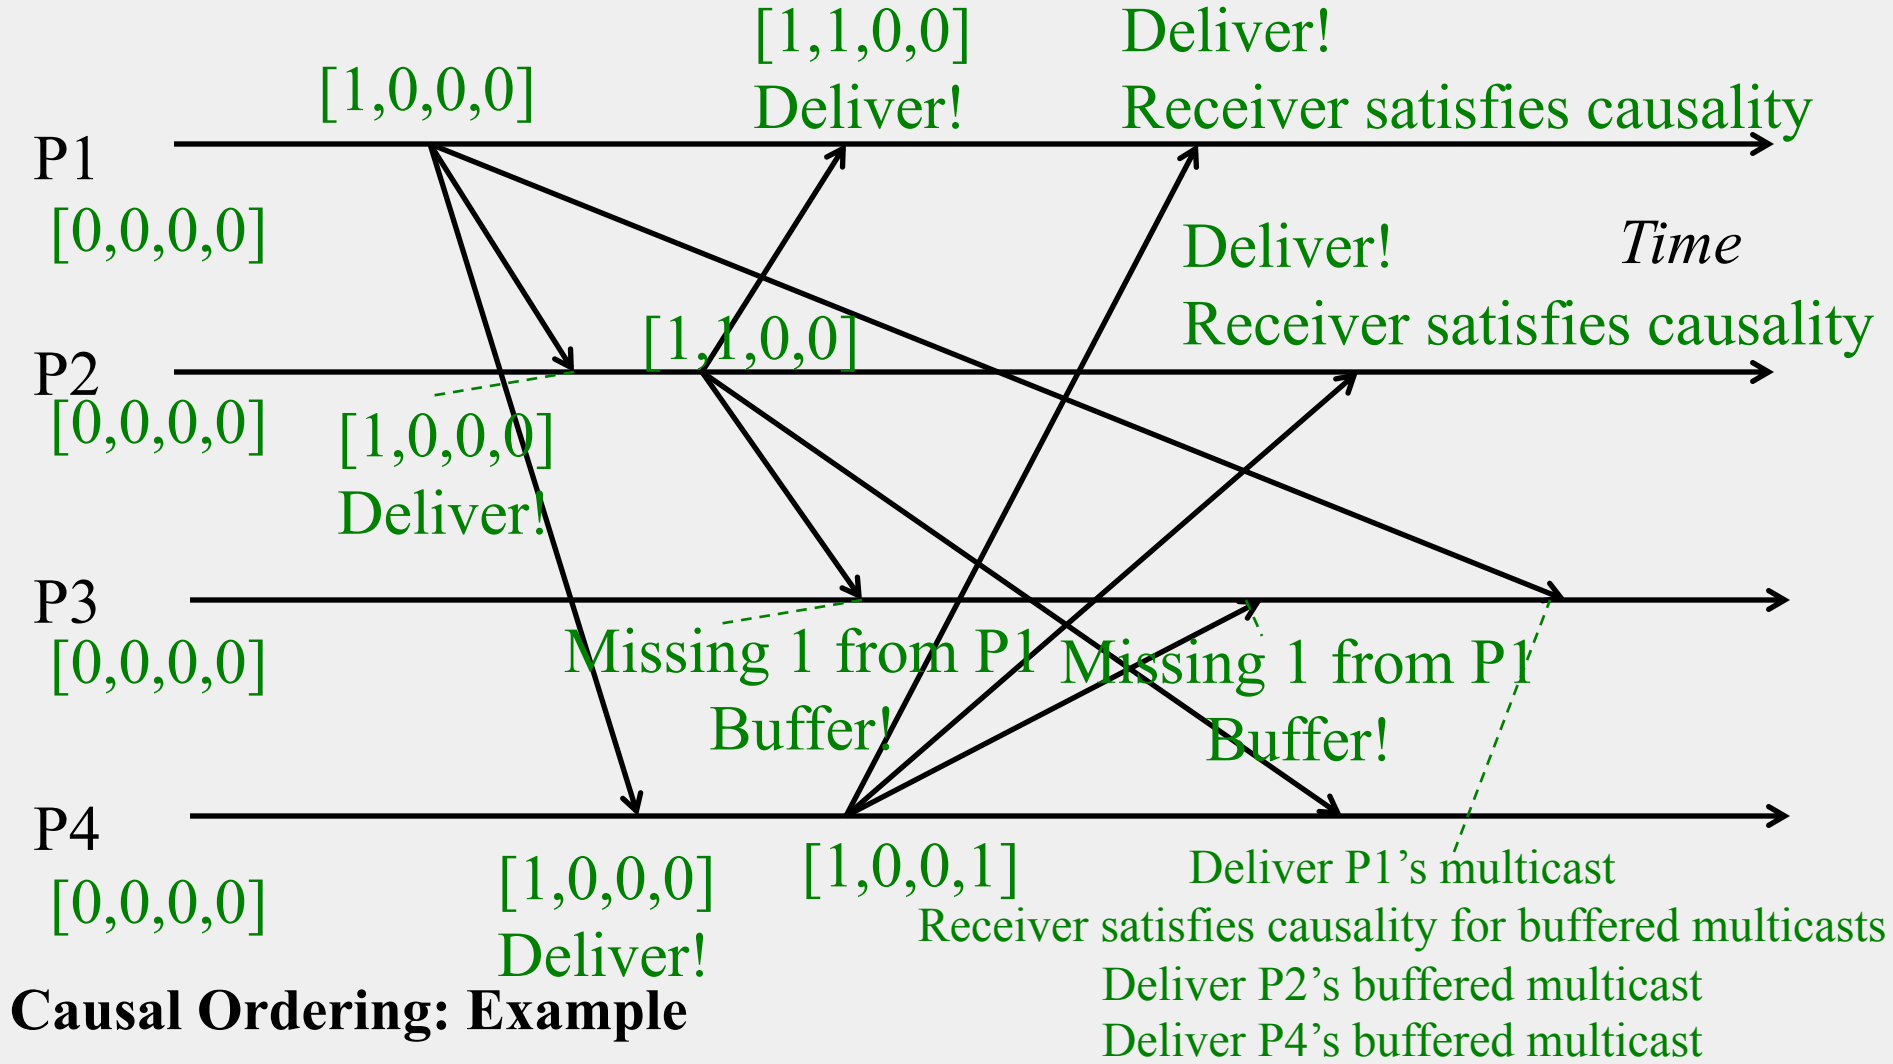 [1,1,0,0]
Deliver!
Deliver!
Receiver satisfies causality
[1,0,0,0]
P1
[0,0,0,0]
Time
Deliver!
Receiver satisfies causality
[1,1,0,0]
P2
[0,0,0,0]
[1,0,0,0]
Deliver!
P3
[0,0,0,0]
Missing 1 from P1
Buffer!
Missing 1 from P1
Buffer!
P4
[0,0,0,0]
[1,0,0,0]
Deliver!
[1,0,0,1]
Deliver P1’s multicast
Receiver satisfies causality for buffered multicasts
Deliver P2’s buffered multicast
Deliver P4’s buffered multicast
Causal Ordering: Example